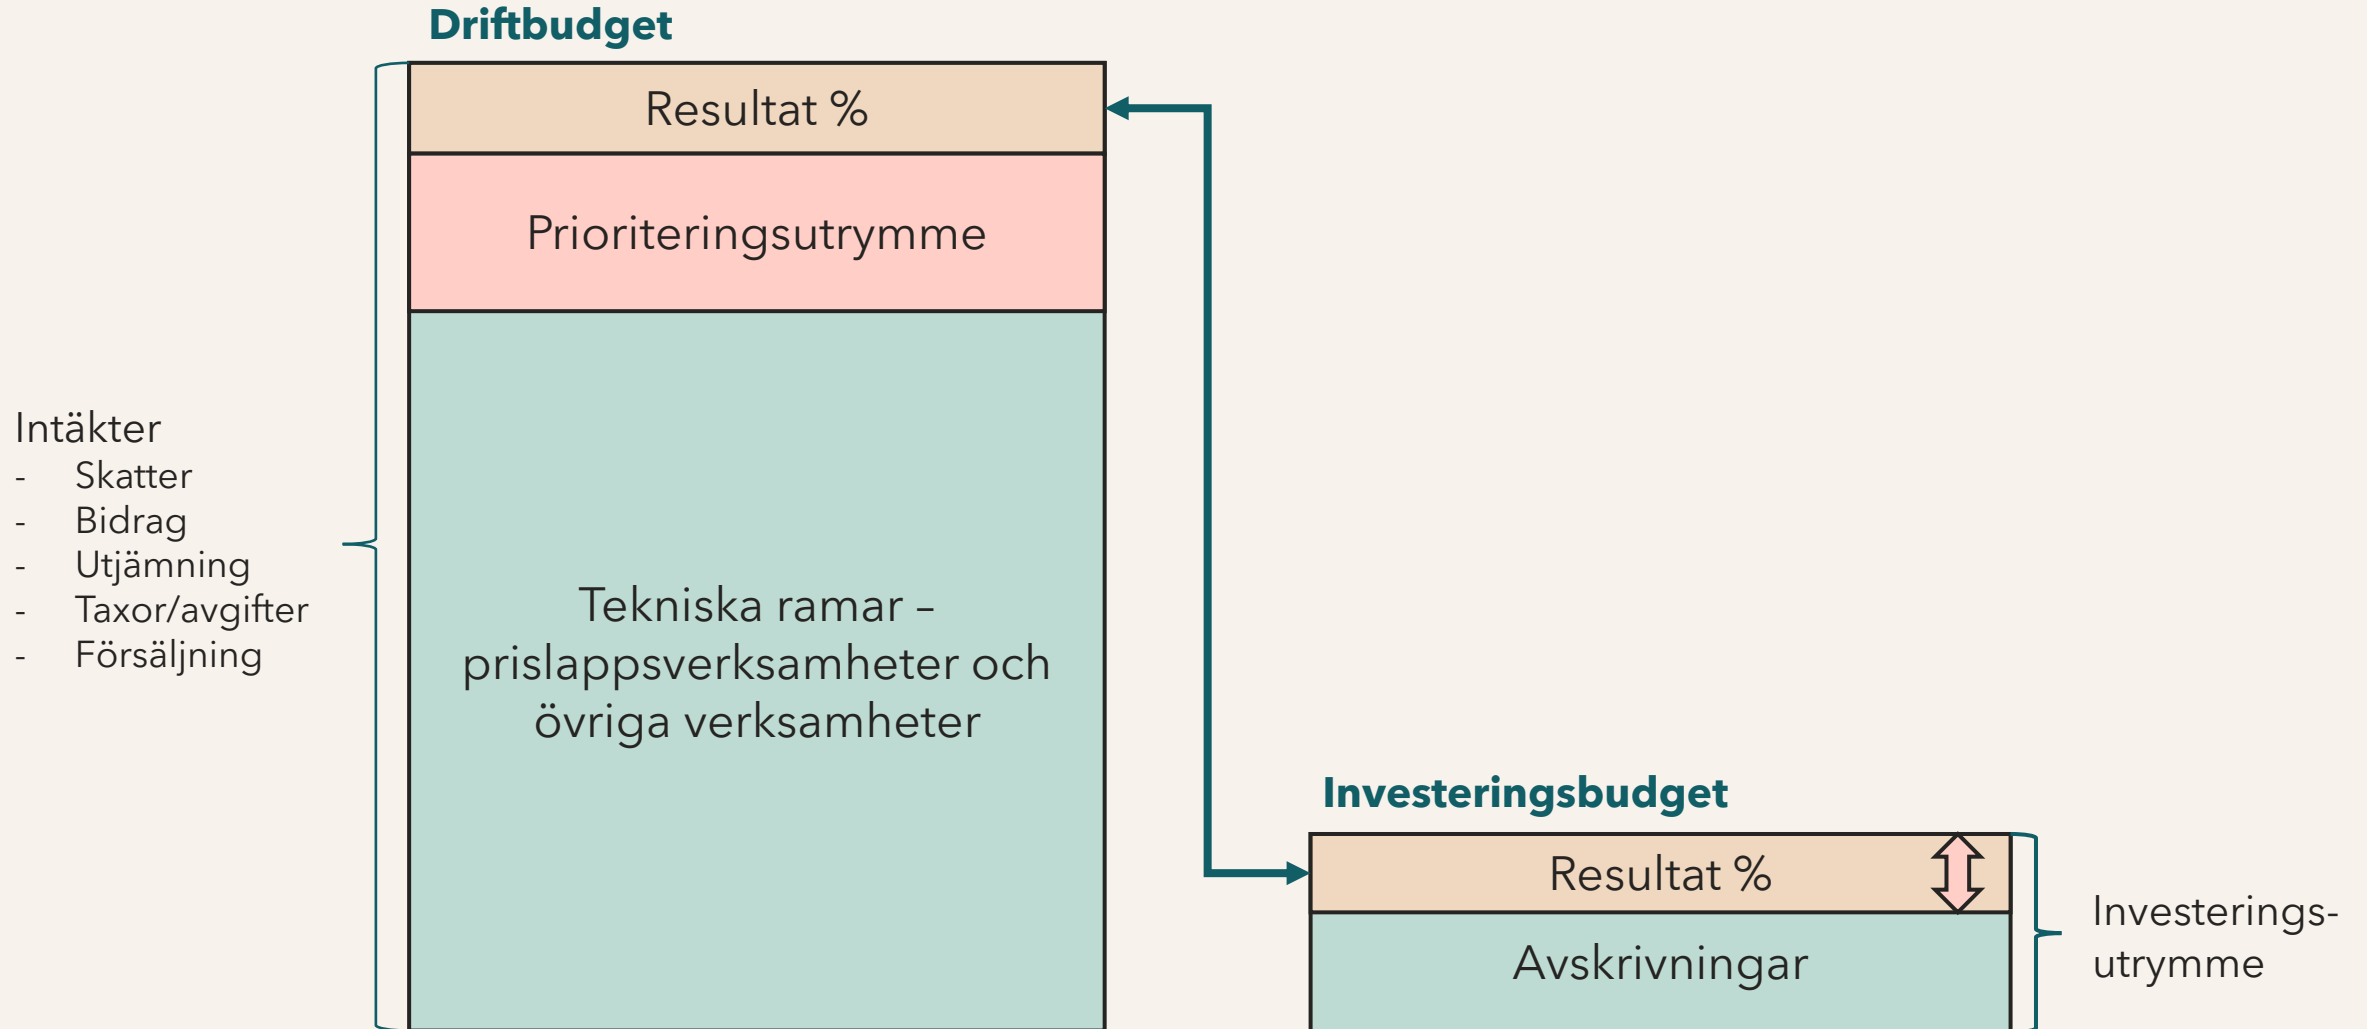 Driftbudget
Resultat %
Prioriteringsutrymme
Intäkter
- Skatter
- Bidrag
- Utjämning
- Taxor/avgifter
- Försäljning
Tekniska ramar –
prislappsverksamheter och
övriga verksamheter
Investeringsbudget
Resultat %
Avskrivningar
Investerings-
utrymme